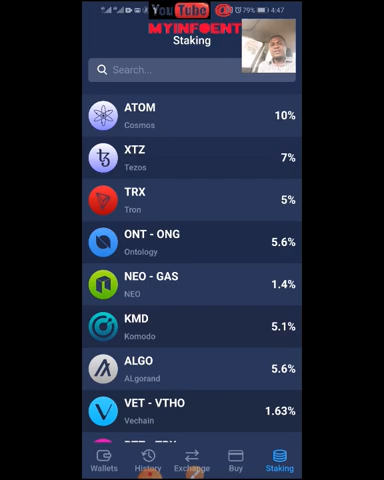 You Tube @ 79% 4:47
MYINFOENT
Staking
Search...
ATOM
Cosmos
10%
XTZ
Tezos
7%
TRX
Tron
5%
ONT - ONG
Ontology
5.6%
NEO - GAS
NEO
1.4%
KMD
Komodo
5.1%
ALGO
ALgorand
5.6%
VET - VTHO
Vechain
1.63%
Wallets
History
Exchange
Buy
Staking